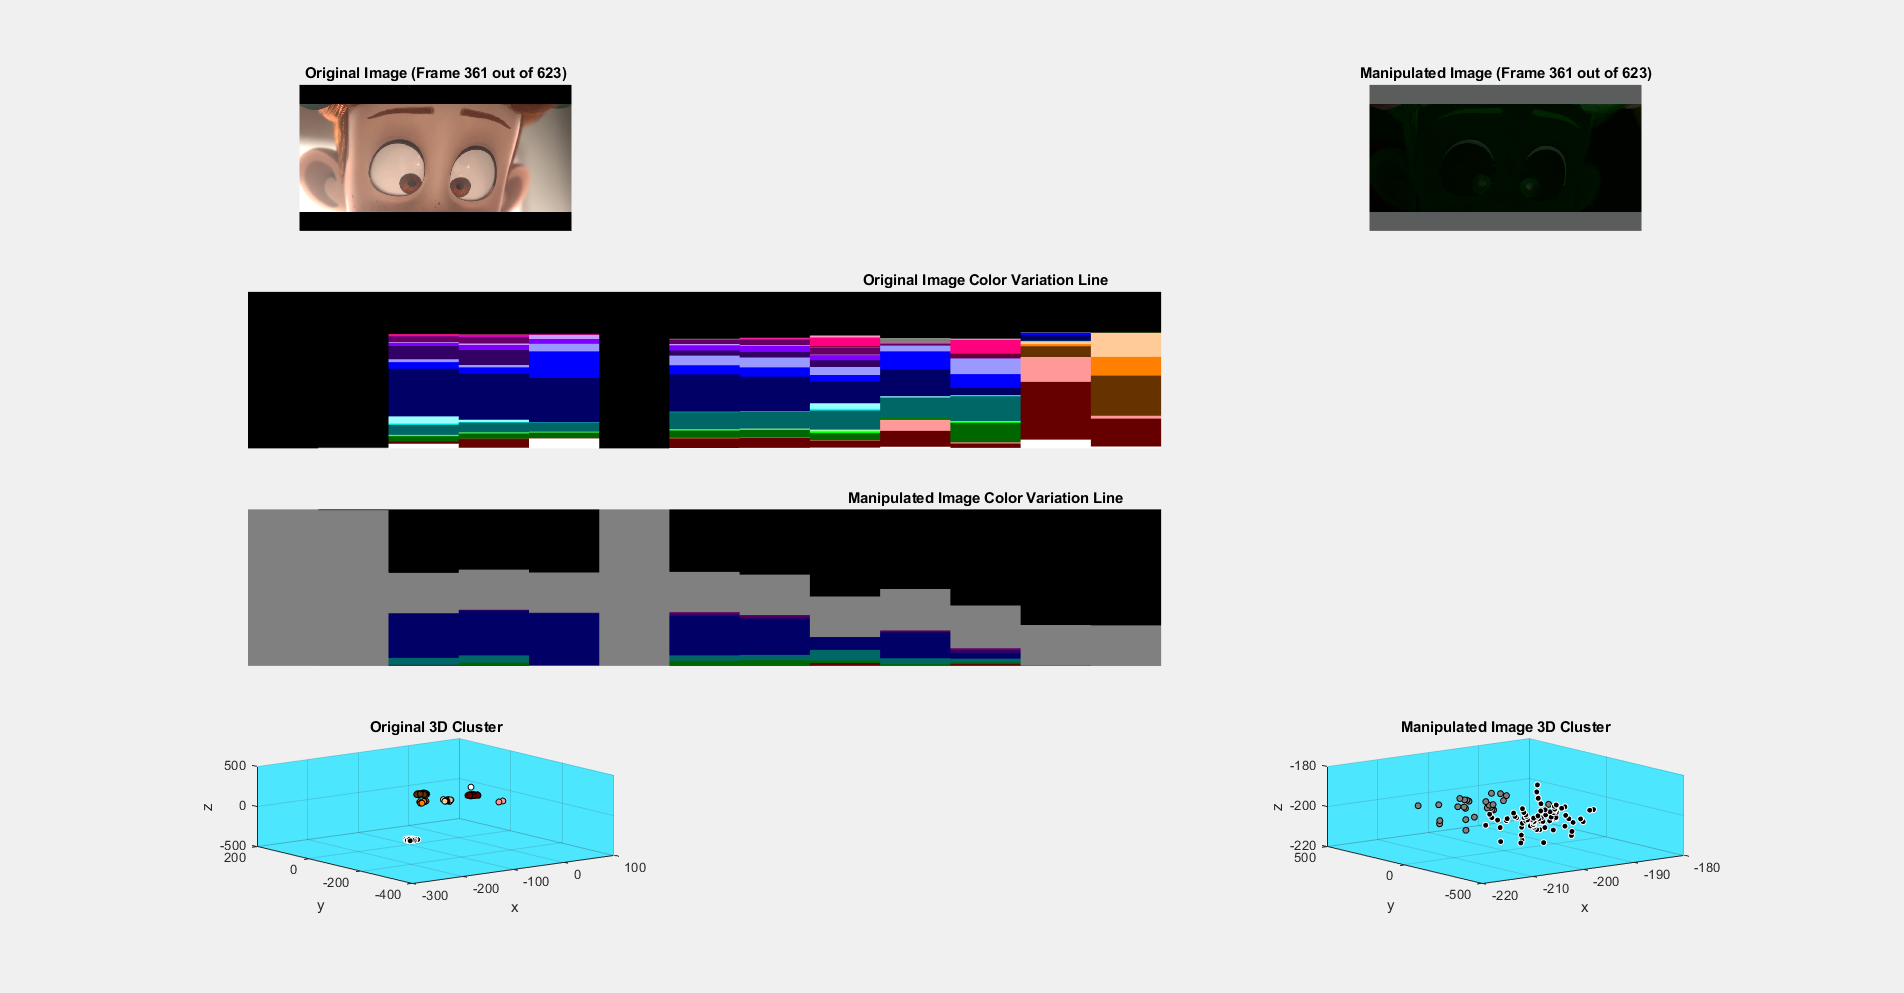 Original Image (Frame 361 out of 623)
Manipulated Image (Frame 361 out of 623)
Original Image Color Variation Line
Manipulated Image Color Variation Line
Original 3D Cluster
500
0
-500
z
200
0
-200
-400
y
-300
-200
-100
0
100
x
Manipulated Image 3D Cluster
-180
-200
-220
z
500
0
-500
y
-220
-210
-200
-190
-180
x